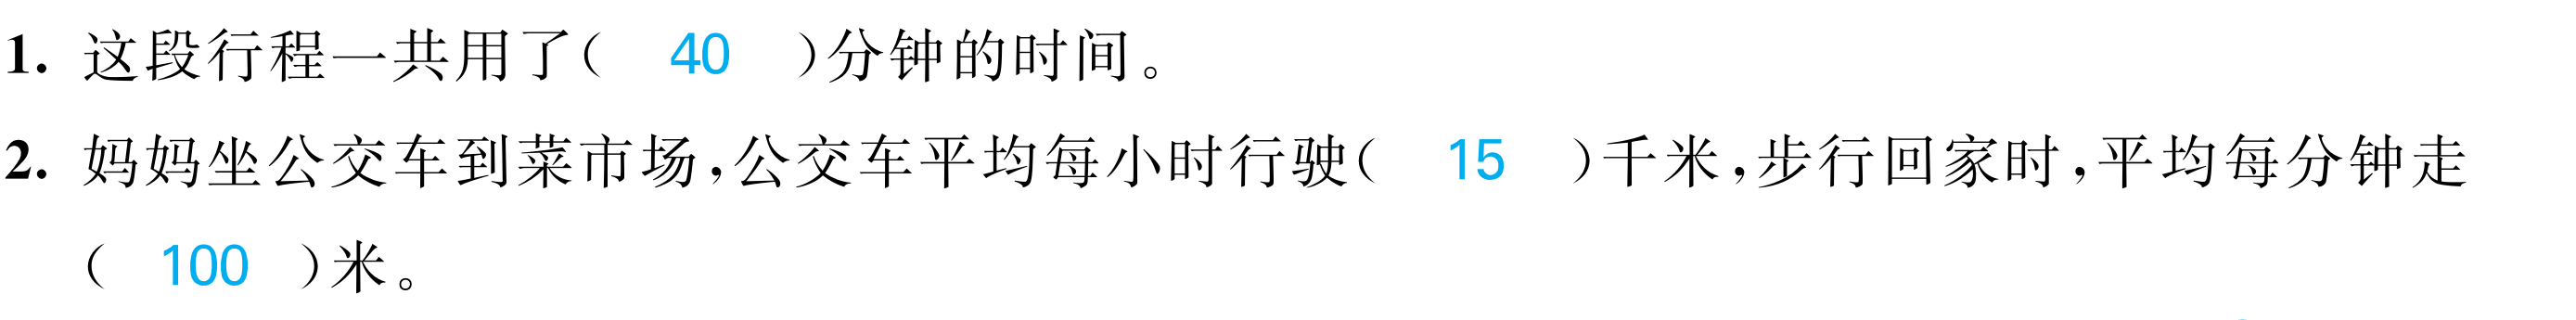 1. 这段行程一共用了( 40 )分钟的时间。
2. 妈妈坐公交车到菜市场,公交车平均每小时行驶( 15 )千米,步行回家时,平均每分钟走
( 100 )米。